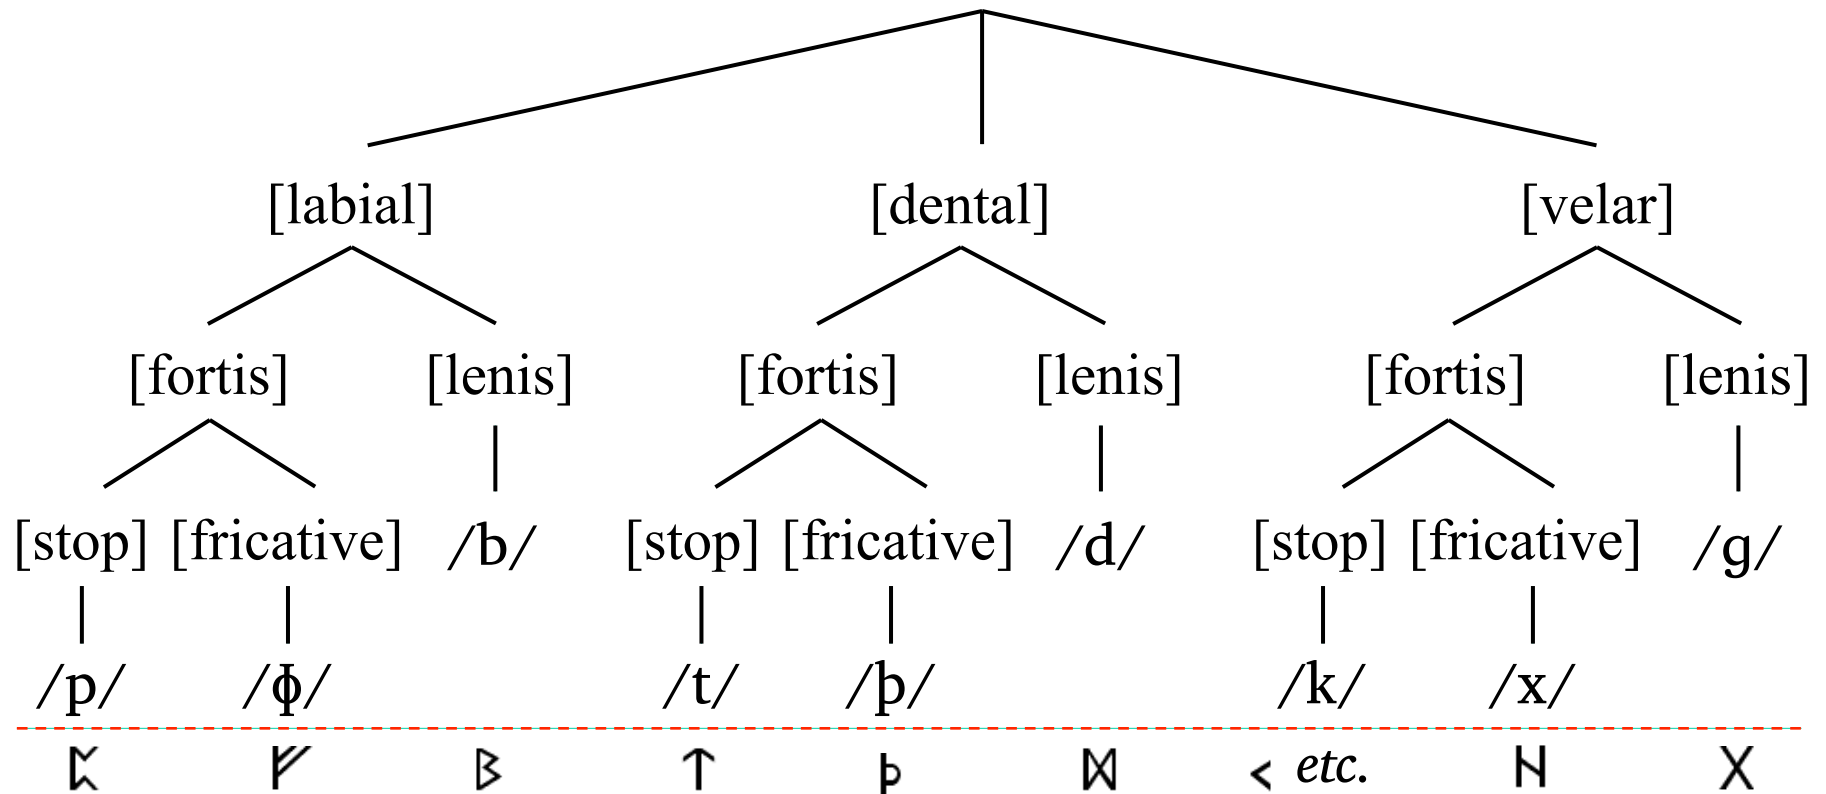 [labial] [dental] [velar]
[fortis] [lenis] [fortis] [lenis] [fortis] [lenis]
[stop] [fricative] /b/ [stop] [fricative] /d/ [stop] [fricative] /ɡ/
/p/ /ɸ/ /t/ /þ/ /k/ /x/
ᛈ ᚠ ᛒ ᛏ ᚦ ᛞ ᚲ etc. ᚺ ᚷ